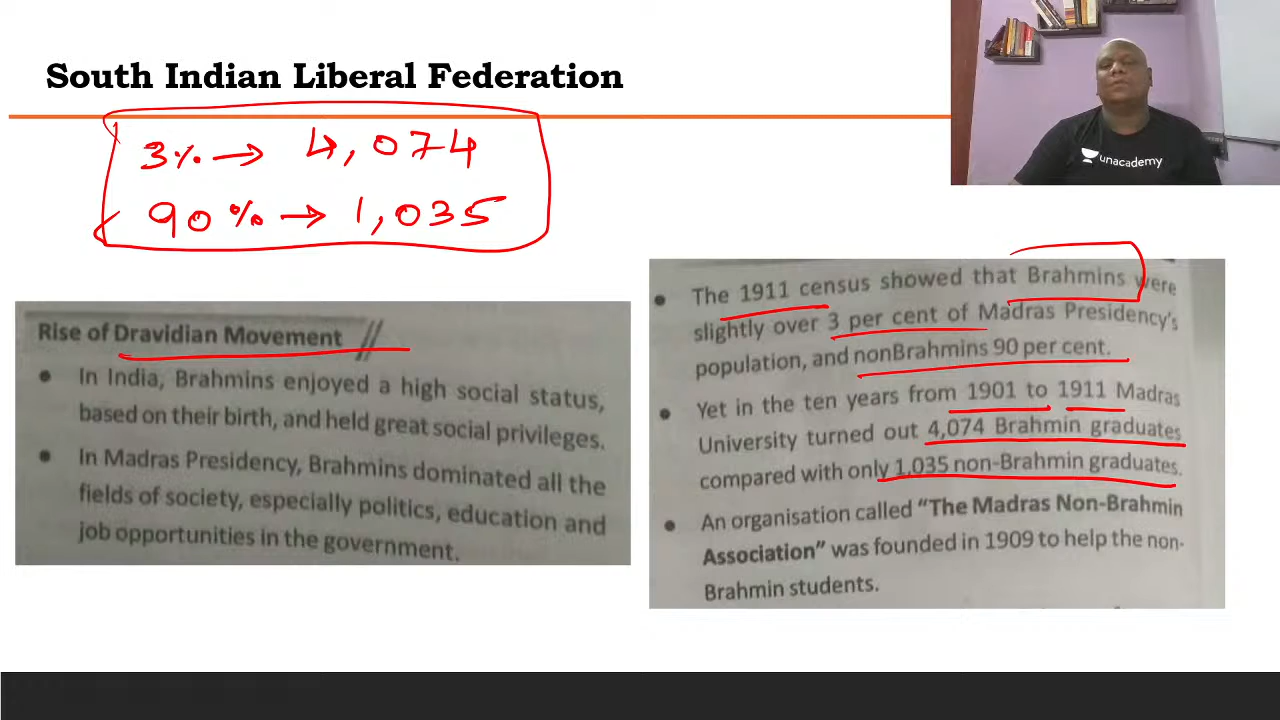 South Indian Liberal Federation
3% → 4,074
90% → 1,035
unacademy
Rise of Dravidian Movement
• In India, Brahmins enjoyed a high social status,
based on their birth, and held great social privileges.
• In Madras Presidency, Brahmins dominated all the
fields of society, especially politics, education and
job opportunities in the government.
• The 1911 census showed that Brahmins were
slightly over 3 per cent of Madras Presidency's
population, and nonBrahmins 90 per cent.
• Yet in the ten years from 1901 to 1911 Madras
University turned out 4,074 Brahmin graduates
compared with only 1,035 non-Brahmin graduates.
• An organisation called "The Madras Non-Brahmin
Association" was founded in 1909 to help the non-
Brahmin students.